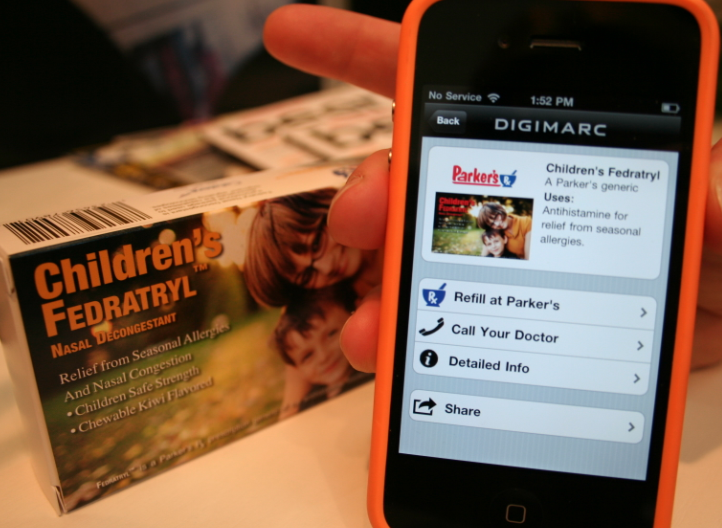 Children's
FEDRATRYL™
NASAL DECONGESTANT
Relief from Seasonal Allergies
And Nasal Congestion
• Children Safe Strength
• Chewable Kiwi Flavored
No Service 1:52 PM
Back DIGIMARC
Parker's Rx
Children's Fedratryl
A Parker's generic
Uses:
Antihistamine for
relief from seasonal
allergies.
Rx Refill at Parker's
Call Your Doctor
Detailed Info
Share